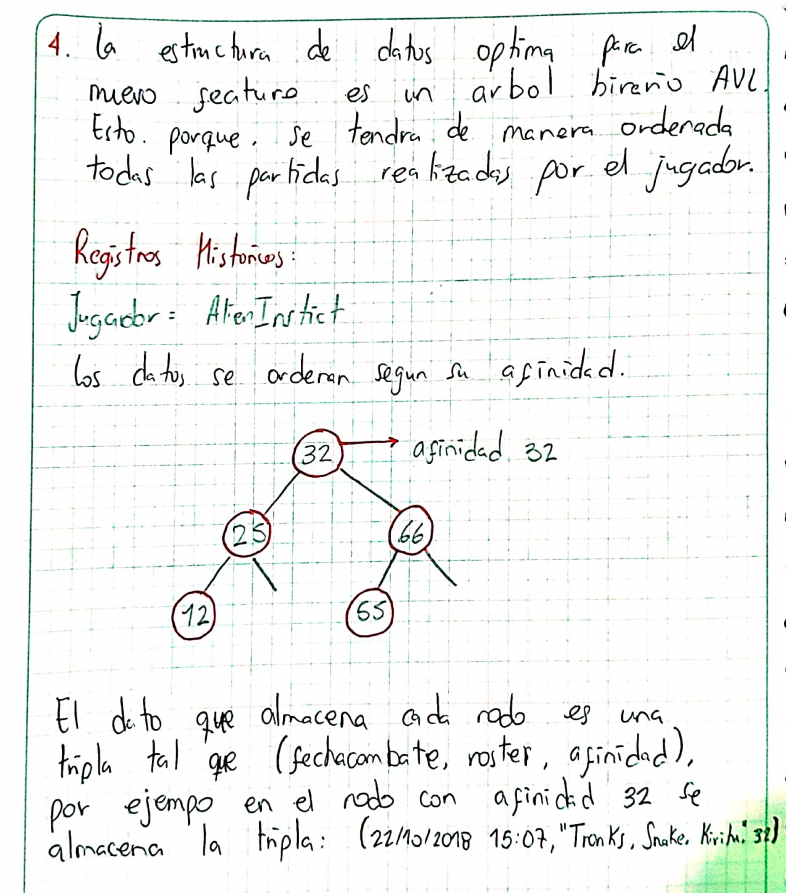 4. La estructura de datos optima para el
nuevo feature es un arbol binario AVL.
Esto. porque. se tendra de manera ordenada
todas las partidas realizadas por el jugador.
Registros Historicos:
Jugador = AlienInstict
Los datos se ordenan segun su afinidad.
32 afinidad 32
25 66
12 55
El dato que almacena cada nodo es una
tripla tal que (fechacombate, roster, afinidad),
por ejempo en el nodo con afinidad 32 se
almacena la tripla: (22/10/2018 15:07, "Tronks, Snake, Kiritu." 32)